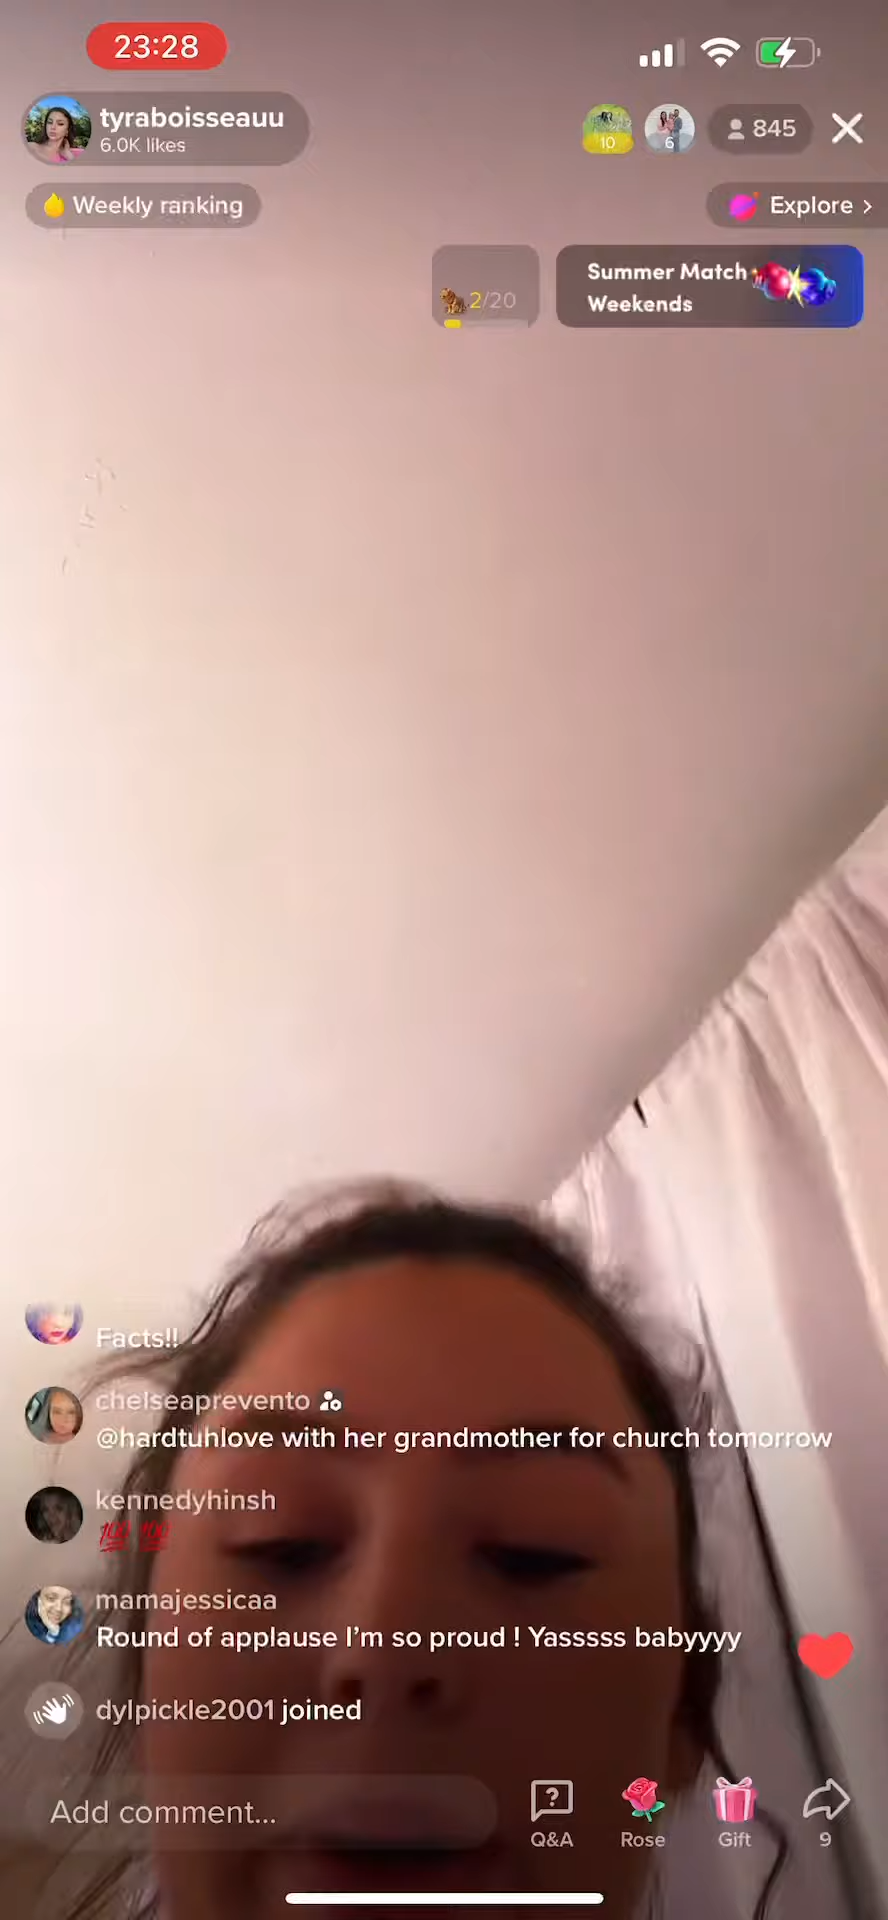 23:28
tyraboisseauu
6.0K likes
10
6
845
Weekly ranking
Explore >
2/20
Summer Match
Weekends
Facts!!
chelseaprevento
@hardtuhlove with her grandmother for church tomorrow
kennedyhinsh
💯 💯
mamajessicaa
Round of applause I'm so proud ! Yasssss babyyyy
dylpickle2001 joined
Add comment...
Q&A
Rose
Gift
9